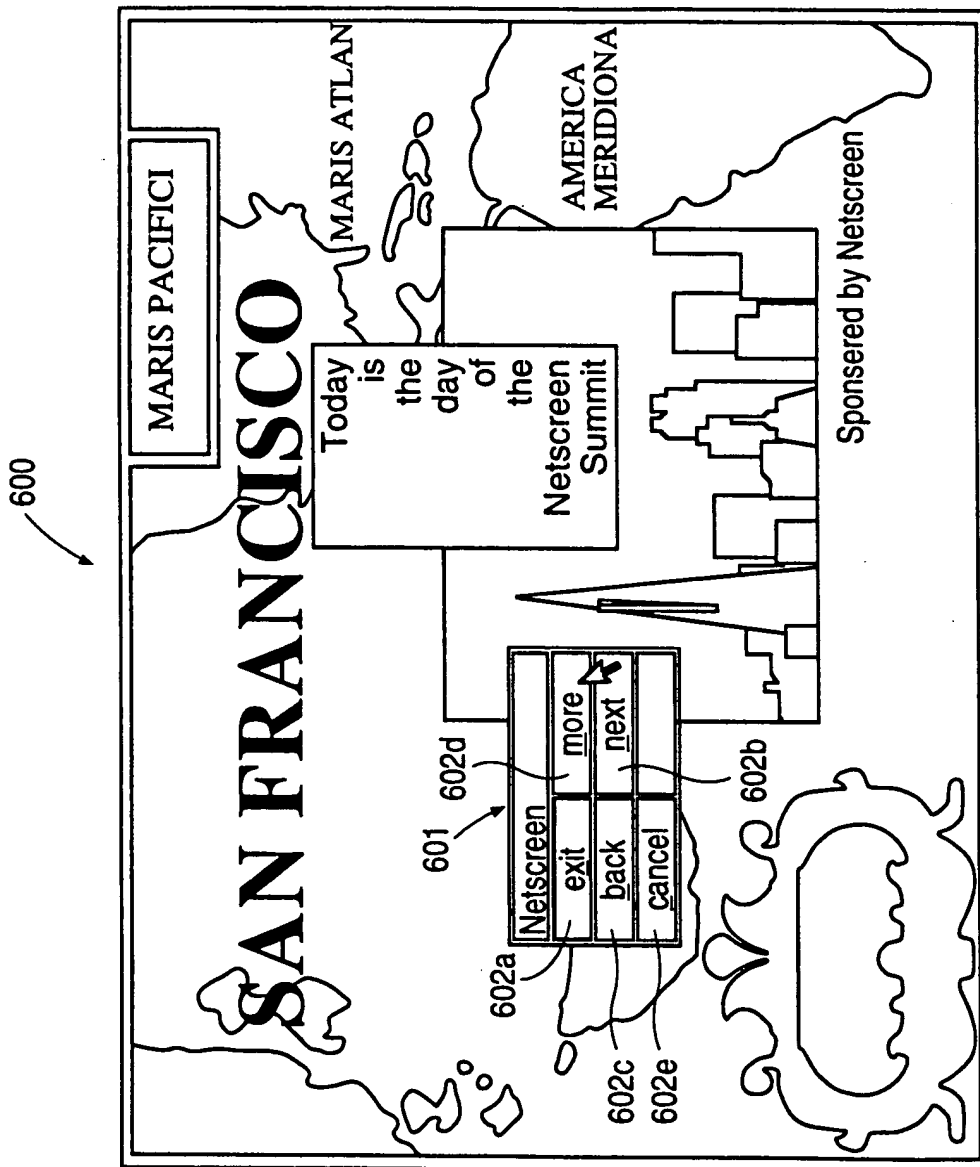 600
MARIS PACIFICI
SAN FRANCISCO
MARIS ATLAN
Today
is
the
day
of
the
Netscreen
Summit
AMERICA
MERIDIONA
601
602d
Netscreen
exit
more
back
next
cancel
602a
602c
602e
602b
Sponsered by Netscreen